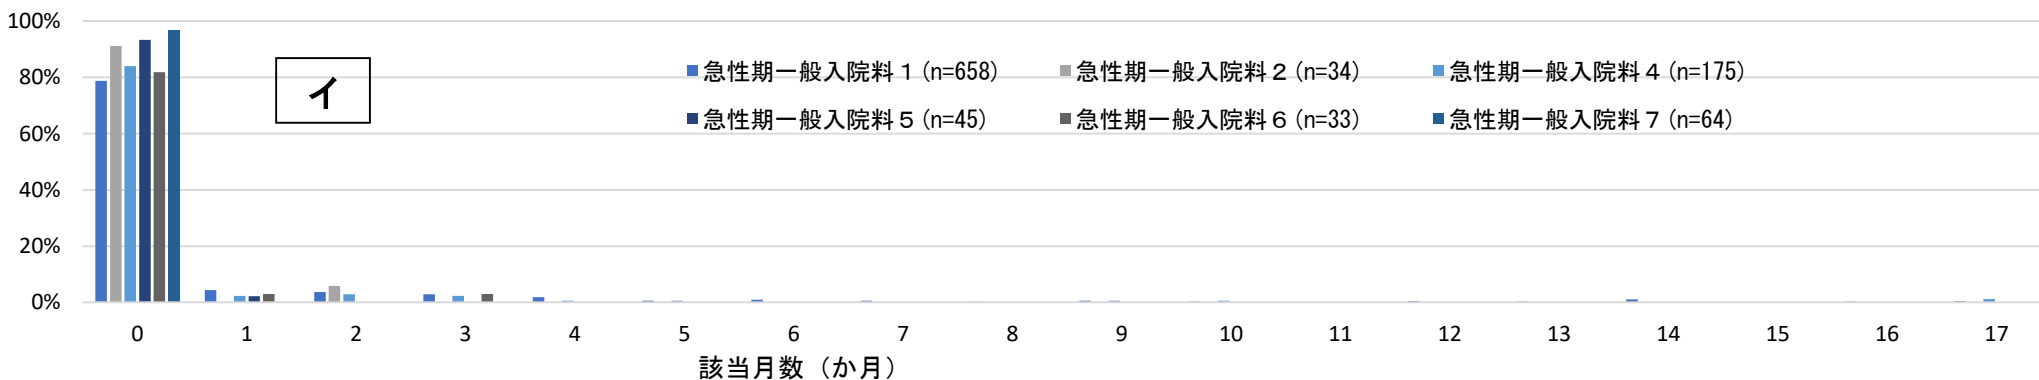 100%
80%
60%
40%
20%
0%
イ
急性期一般入院料１(n=658)
急性期一般入院料２(n=34)
急性期一般入院料４(n=175)
急性期一般入院料５(n=45)
急性期一般入院料６(n=33)
急性期一般入院料７(n=64)
0 1 2 3 4 5 6 7 8 9 10 11 12 13 14 15 16 17
該当月数（か月）